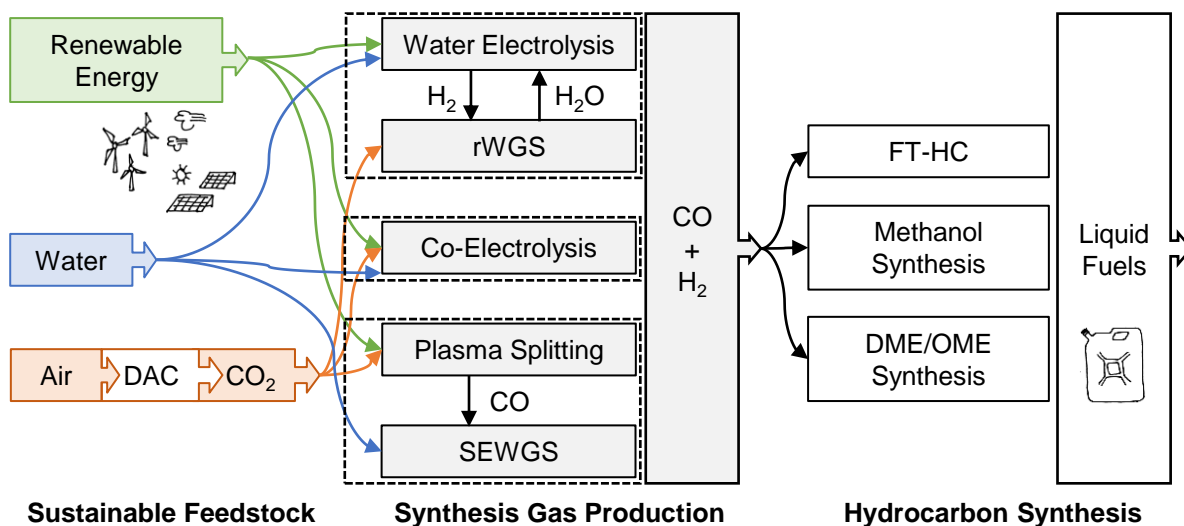 Renewable
Energy
Water
Air
DAC
CO₂
Sustainable Feedstock
Water Electrolysis
H₂
H₂O
rWGS
Co-Electrolysis
Plasma Splitting
CO
SEWGS
CO
+
H₂
Synthesis Gas Production
FT-HC
Methanol
Synthesis
DME/OME
Synthesis
Liquid
Fuels
Hydrocarbon Synthesis